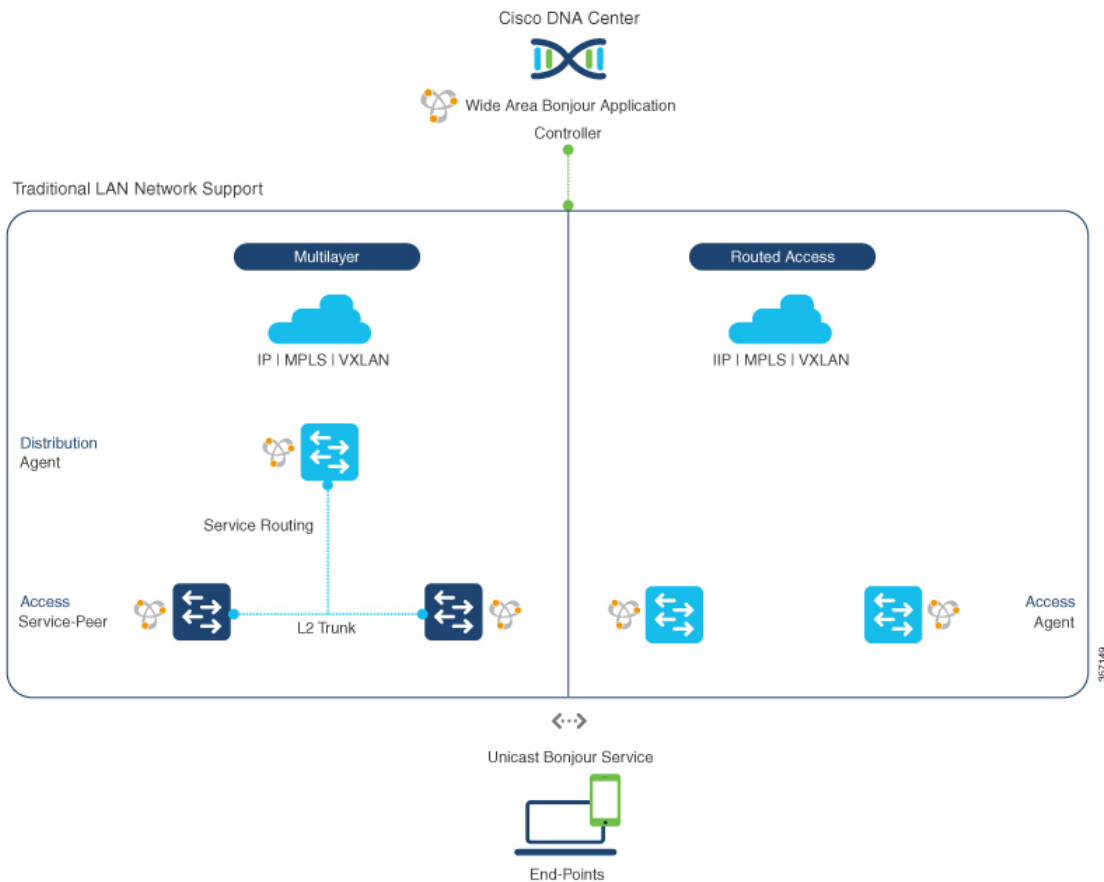 Cisco DNA Center
Wide Area Bonjour Application
Controller
Traditional LAN Network Support
Multilayer
Routed Access
IP | MPLS | VXLAN
IIP | MPLS | VXLAN
Distribution
Agent
Service Routing
Access
Service-Peer
L2 Trunk
Access
Agent
357149
Unicast Bonjour Service
End-Points